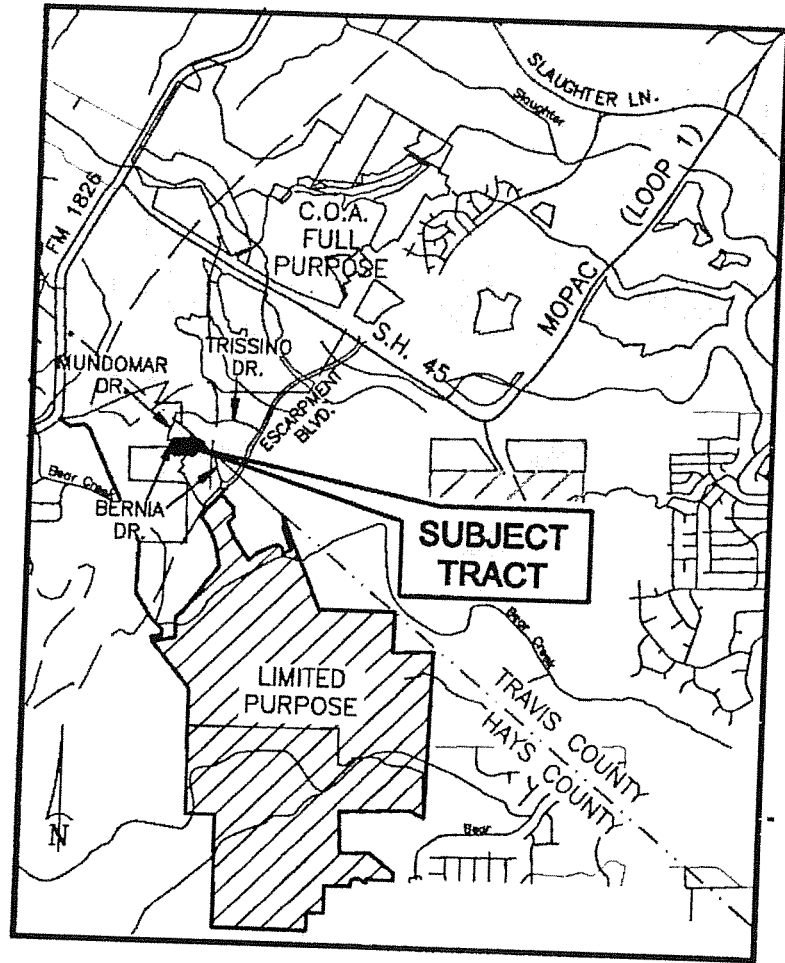 SLAUGHTER LN.
Slaughter
FM 1826
(LOOP 1)
MOPAC
C.O.A.
FULL
PURPOSE
S.H. 45
MUNDOMAR
DR.
TRISSINO
DR.
ESCARPMENT
BLVD.
Bear Creek
BERNIA
DR.
SUBJECT
TRACT
Bear Creek
LIMITED
PURPOSE
TRAVIS COUNTY
HAYS COUNTY
N
Bear